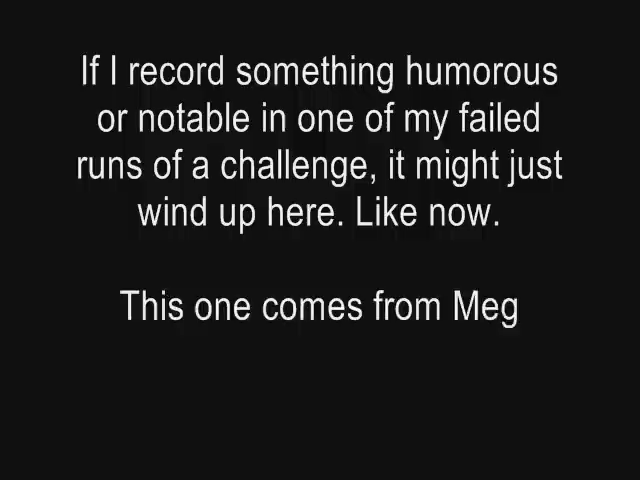 If I record something humorous
or notable in one of my failed
runs of a challenge, it might just
wind up here. Like now.
This one comes from Meg